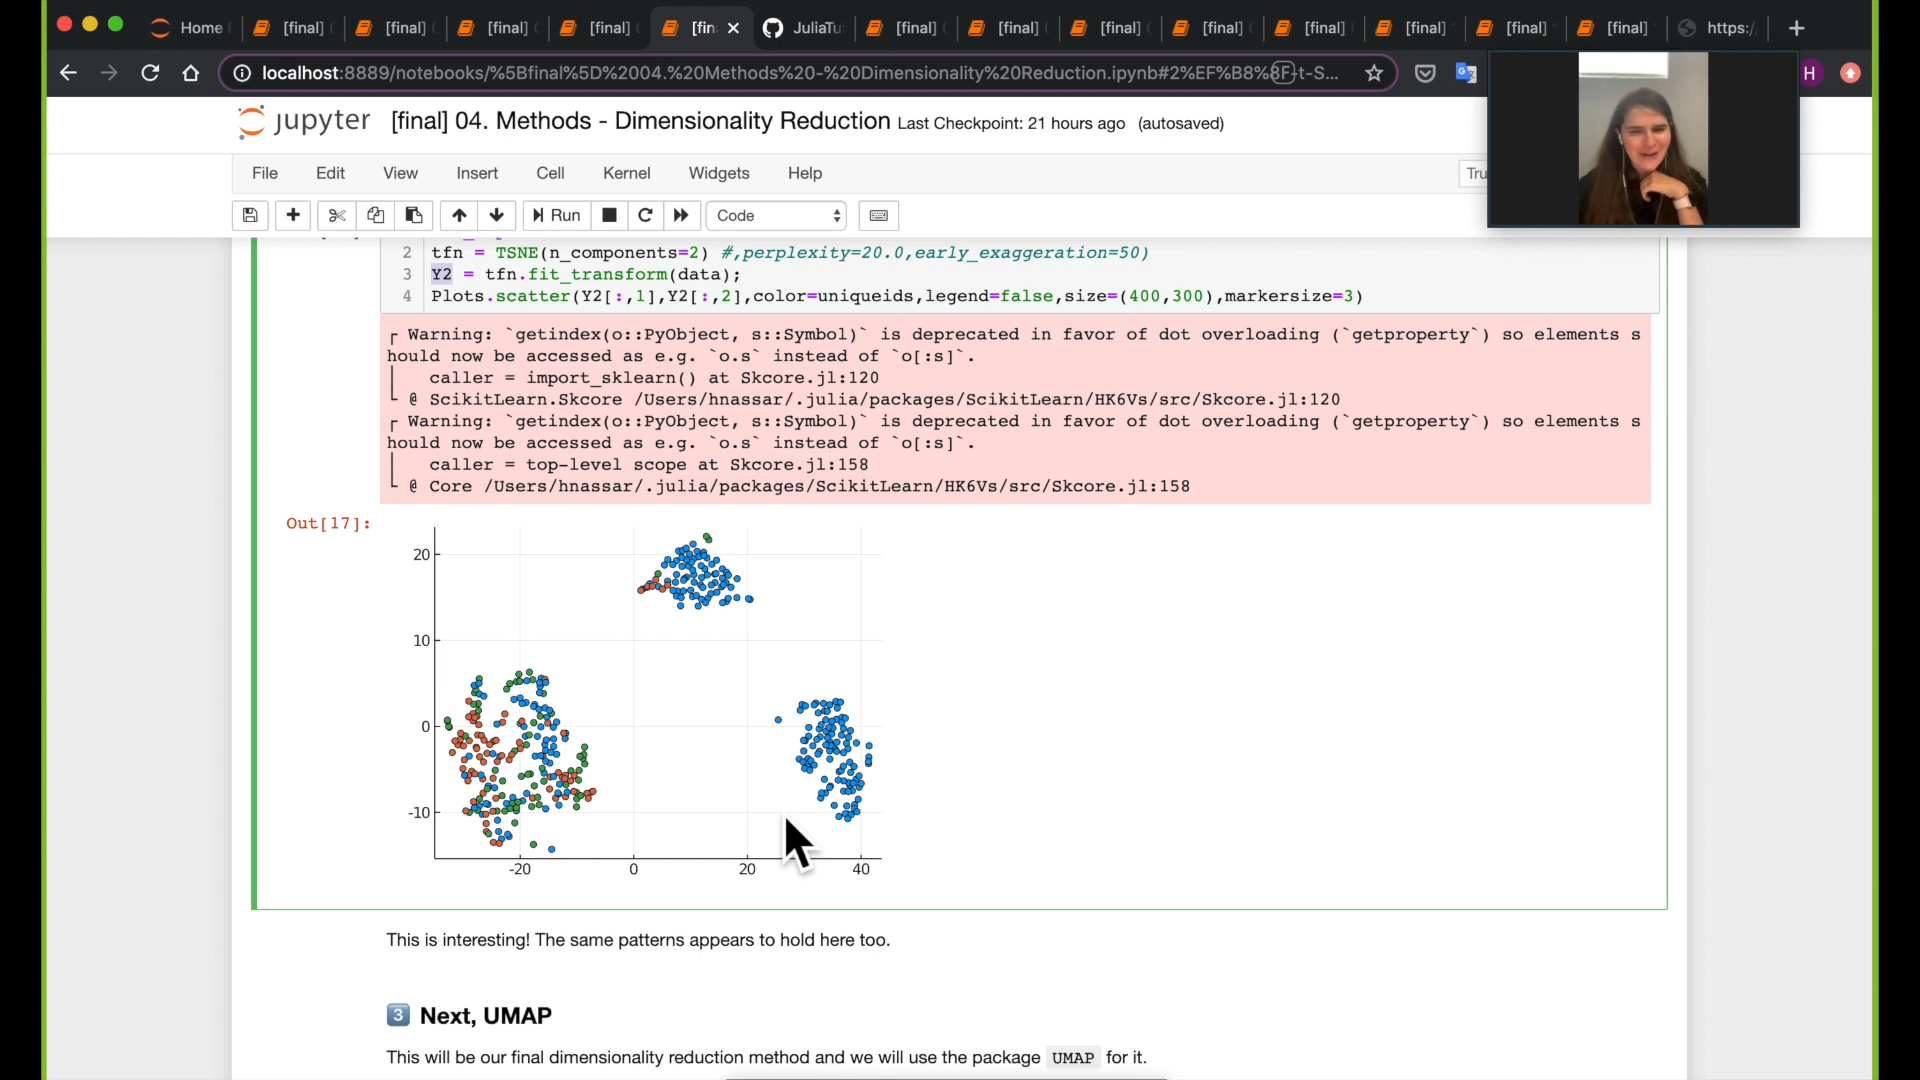 Home
[final]
[final]
[final]
[final]
[fin
JuliaTu
[final]
[final]
[final]
[final]
[final]
[final]
[final]
[final]
https:/
localhost:8889/notebooks/%5Bfinal%5D%2004.%20Methods%20-%20Dimensionality%20Reduction.ipynb#2%EF%B8%8F-t-S...
H
jupyter [final] 04. Methods - Dimensionality Reduction Last Checkpoint: 21 hours ago (autosaved)
File Edit View Insert Cell Kernel Widgets Help Tru
Run Code
2 tfn = TSNE(n_components=2) #,perplexity=20.0,early_exaggeration=50)
3 Y2 = tfn.fit_transform(data);
4 Plots.scatter(Y2[:,1],Y2[:,2],color=uniqueids,legend=false,size=(400,300),markersize=3)
┌ Warning: `getindex(o::PyObject, s::Symbol)` is deprecated in favor of dot overloading (`getproperty`) so elements s
hould now be accessed as e.g. `o.s` instead of `o[:s]`.
│ caller = import_sklearn() at Skcore.jl:120
└ @ ScikitLearn.Skcore /Users/hnassar/.julia/packages/ScikitLearn/HK6Vs/src/Skcore.jl:120
┌ Warning: `getindex(o::PyObject, s::Symbol)` is deprecated in favor of dot overloading (`getproperty`) so elements s
hould now be accessed as e.g. `o.s` instead of `o[:s]`.
│ caller = top-level scope at Skcore.jl:158
└ @ Core /Users/hnassar/.julia/packages/ScikitLearn/HK6Vs/src/Skcore.jl:158
Out[17]:
20
10
0
-10
-20 0 20 40
This is interesting! The same patterns appears to hold here too.
3 Next, UMAP
This will be our final dimensionality reduction method and we will use the package UMAP for it.